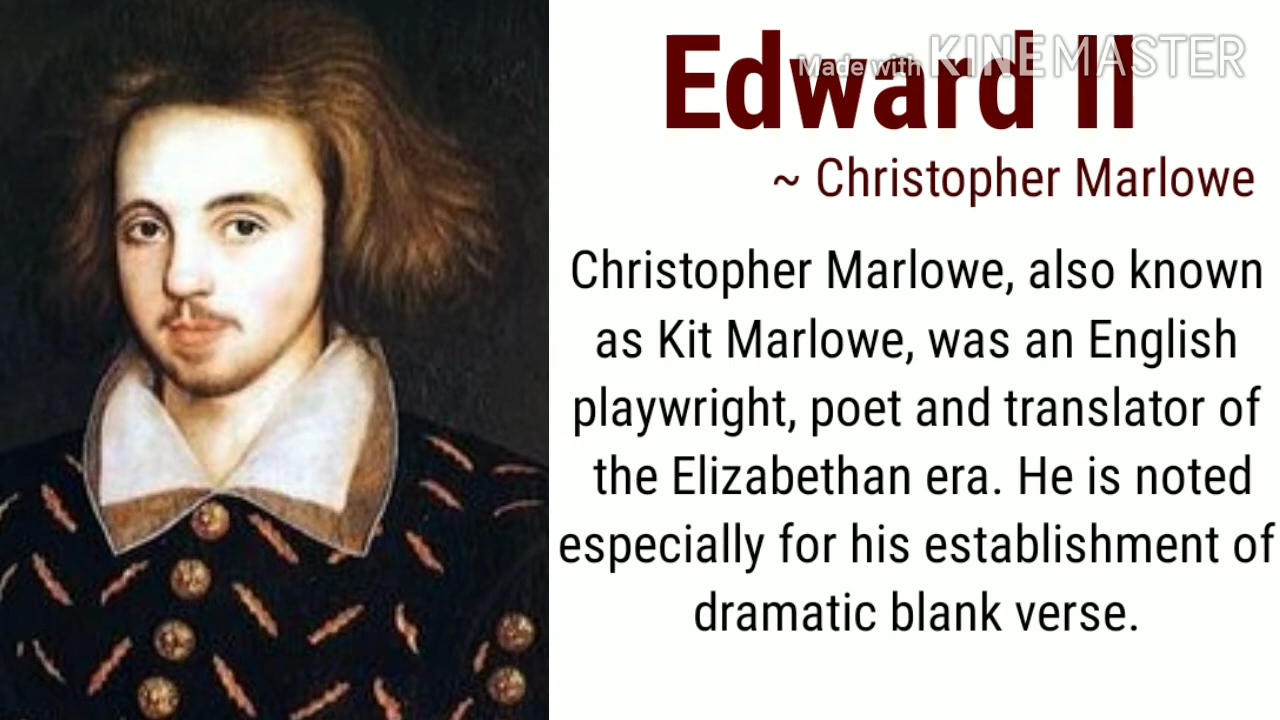 Edward II
Made with KINEMASTER
~ Christopher Marlowe
Christopher Marlowe, also known
as Kit Marlowe, was an English
playwright, poet and translator of
the Elizabethan era. He is noted
especially for his establishment of
dramatic blank verse.